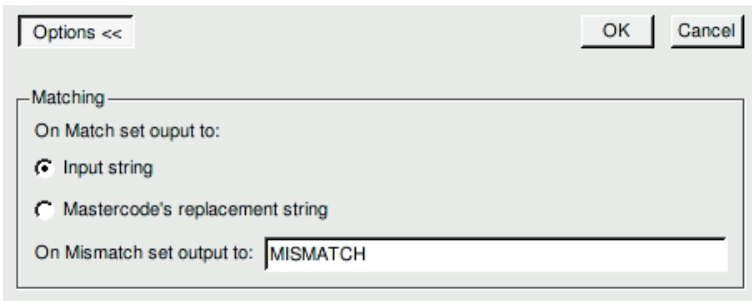 Options << OK Cancel
Matching
On Match set ouput to:
Input string
Mastercode's replacement string
On Mismatch set output to: MISMATCH